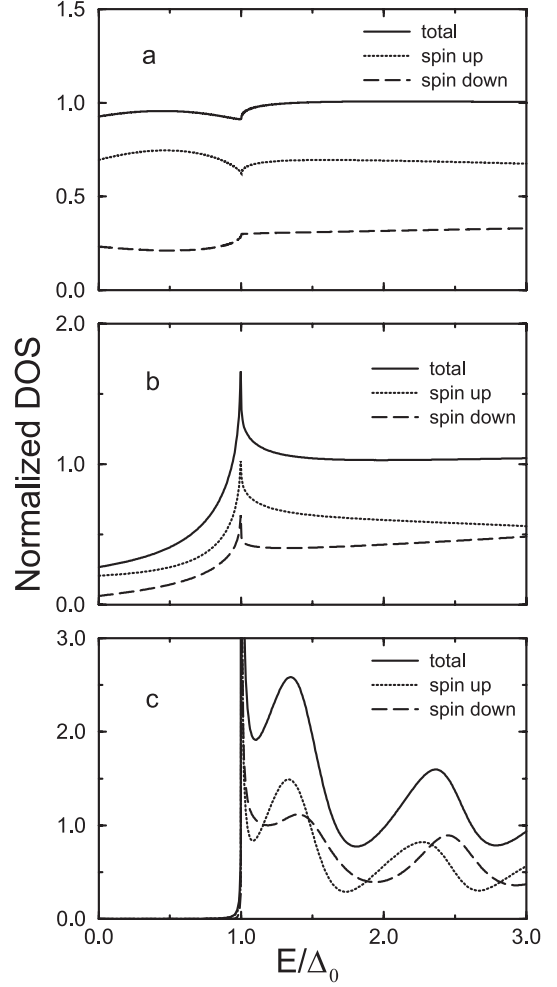 1.5
a
total
spin up
spin down
1.0
0.5
0.0
2.0
b
total
spin up
spin down
1.0
0.0
Normalized DOS
3.0
c
total
spin up
spin down
2.0
1.0
0.0
0.0 1.0 2.0 3.0
E/Δ₀